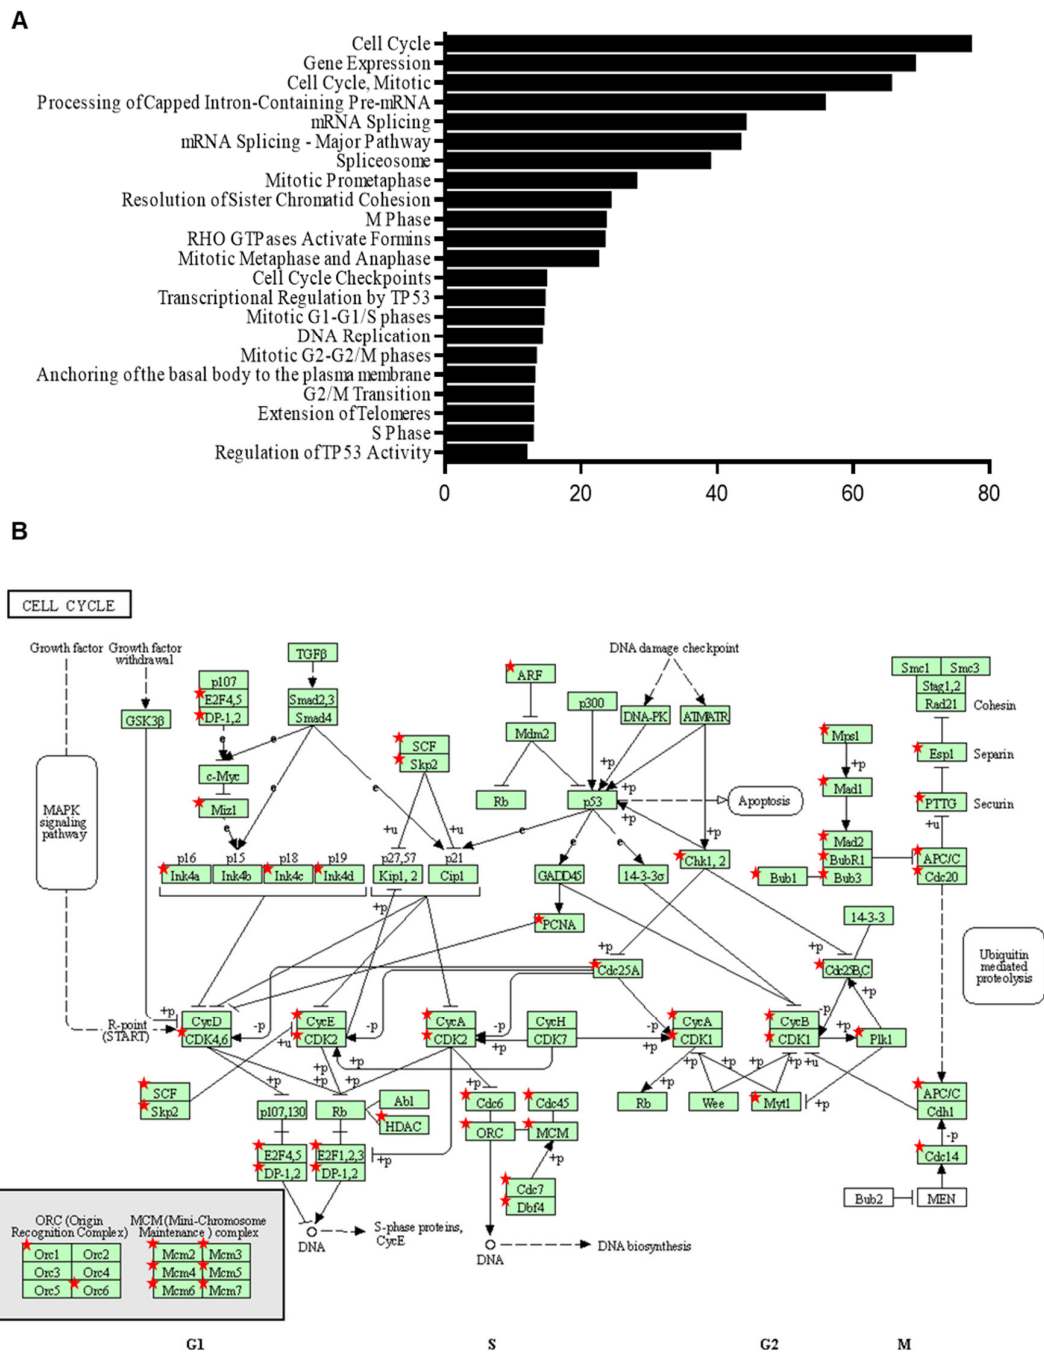 A
Cell Cycle
Gene Expression
Cell Cycle, Mitotic
Processing of Capped Intron-Containing Pre-mRNA
mRNA Splicing
mRNA Splicing - Major Pathway
Spliceosome
Mitotic Prometaphase
Resolution of Sister Chromatid Cohesion
M Phase
RHO GTPases Activate Formins
Mitotic Metaphase and Anaphase
Cell Cycle Checkpoints
Transcriptional Regulation by TP53
Mitotic G1-G1/S phases
DNA Replication
Mitotic G2-G2/M phases
Anchoring of the basal body to the plasma membrane
G2/M Transition
Extension of Telomeres
S Phase
Regulation of TP53 Activity
0 20 40 60 80
B
CELL CYCLE
Growth factor
Growth factor
withdrawal
TGFβ
DNA damage checkpoint
Smc1 Smc3
Stag1,2
Rad21
Cohesin
p107
E2F4,5
DP-1,2
Smad2,3
Smad4
ARF
p300
DNA-PK
ATM/ATR
GSK3β
SCF
Skp2
Mdm2
Mps1
Esp1
Separin
e
e
+p
+p
c-Myc
MAPK
signaling
pathway
Miz1
e
e
Rb
p53
+p
+p
Apoptosis
Mad1
PTTG
Securin
e
+u
+u
e
e
e
+p
+u
Mad2
BubR1
Bub3
Bub1
APC/C
Cdc20
p16
Ink4a
p15
Ink4b
p18
Ink4c
p19
Ink4d
p27,57
Kip1, 2
p21
Cip1
GADD45
14-3-3σ
Chk1, 2
+p
PCNA
14-3-3
+p
+p
Cdc25A
Cdc25B,C
Ubiquitin
mediated
proteolysis
R-point
(START)
+p
CycD
CDK4,6
-p
+u
CycE
CDK2
-p
CycA
CDK2
-p
+p
CycH
CDK7
-p
+p
CycA
CDK1
CycB
CDK1
-p
+p
+p
Plk1
+p
+p
+p
+p
+p
+p
+p
+p
+p
+p
+u
+p
SCF
Skp2
p107,130
Rb
Abl
HDAC
Cdc6
Cdc45
ORC
MCM
Rb
Wee
Myt1
APC/C
Cdh1
-p
Cdc14
E2F4,5
DP-1,2
E2F1,2,3
DP-1,2
+p
+p
Cdc7
Dbf4
Bub2
MEN
DNA
S-phase proteins,
CycE
DNA
DNA biosynthesis
ORC (Origin
Recognition Complex)
MCM (Mini-Chromosome
Maintenance ) complex
Orc1 Orc2
Orc3 Orc4
Orc5 Orc6
Mcm2 Mcm3
Mcm4 Mcm5
Mcm6 Mcm7
G1 S G2 M